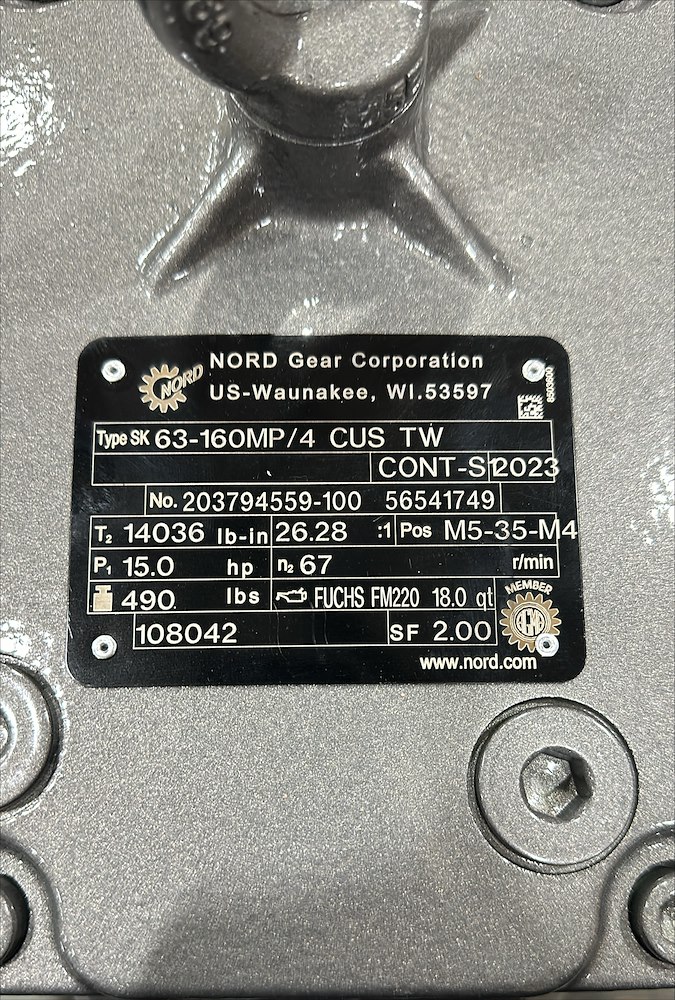 NORD
NORD Gear Corporation
US-Waunakee, WI.53597
Type SK 63-160MP/4 CUS TW
CONT-S1 2023
No. 203794559-100 56541749
T2 14036 lb-in 26.28 :1 Pos M5-35-M4
P1 15.0 hp n2 67 r/min
490 lbs FUCHS FM220 18.0 qt
MEMBER
AGMA
108042 SF 2.00
www.nord.com